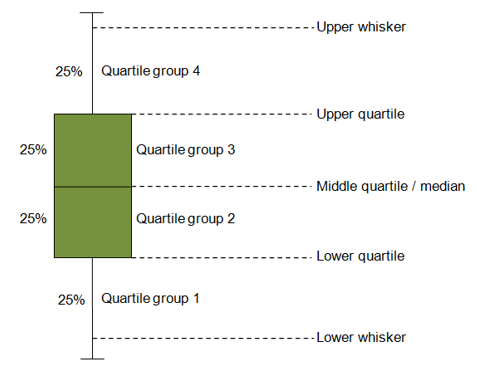 Upper whisker
25% Quartile group 4
Upper quartile
25% Quartile group 3
Middle quartile / median
25% Quartile group 2
Lower quartile
25% Quartile group 1
Lower whisker